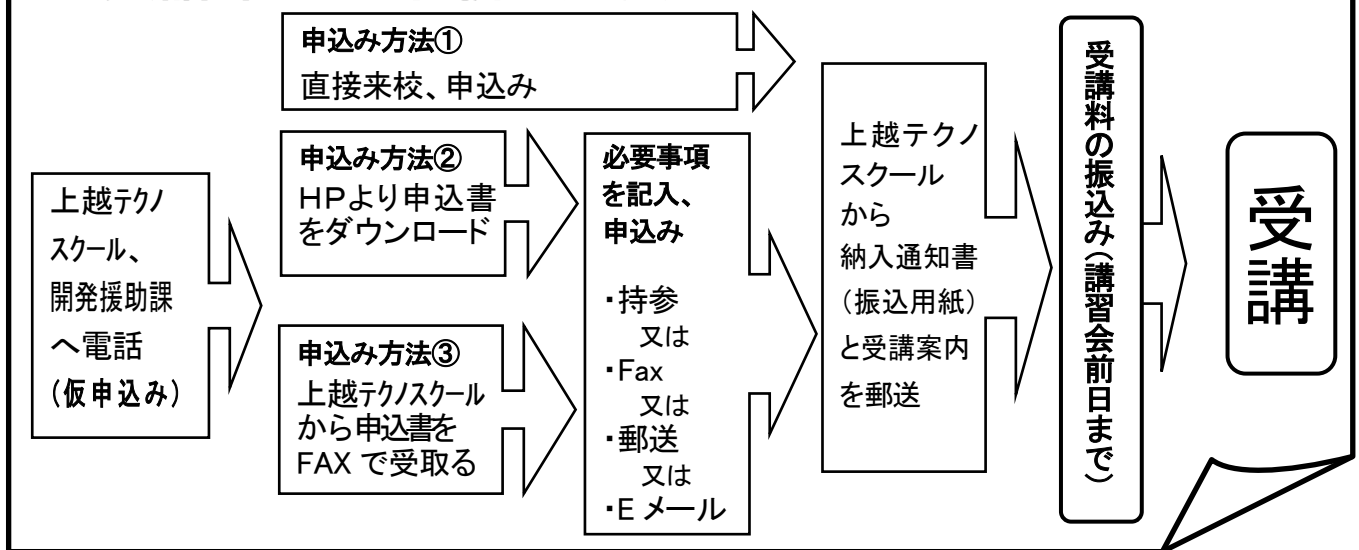 申込み方法①
直接来校、申込み
上越テクノ
スクール、
開発援助課
へ電話
(仮申込み)
申込み方法②
HPより申込書
をダウンロード
申込み方法③
上越テクノスクール
から申込書を
FAX で受取る
必要事項
を記入、
申込み
・持参
又は
・Fax
又は
・郵送
又は
・E メール
上越テクノ
スクール
から
納入通知書
(振込用紙)
と受講案内
を郵送
受講料の振込み(講習会前日まで)
受講